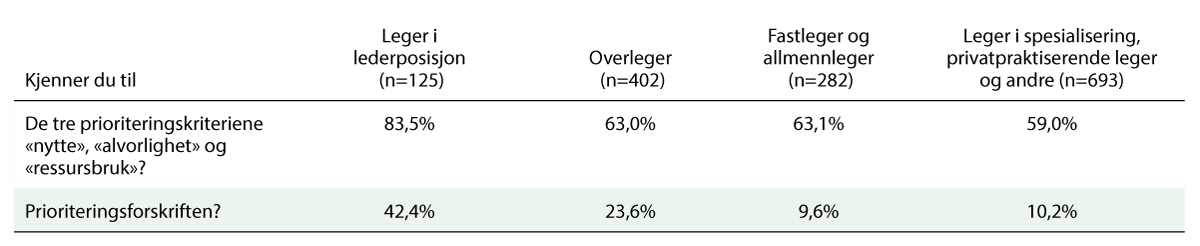 Kjenner du til
Leger i
lederposisjon
(n=125)
Overleger
(n=402)
Fastleger og
allmennleger
(n=282)
Leger i spesialisering,
privatpraktiserende leger
og andre (n=693)
De tre prioriteringskriteriene
«nytte», «alvorlighet» og
«ressursbruk»?
83,5%
63,0%
63,1%
59,0%
Prioriteringsforskriften?
42,4%
23,6%
9,6%
10,2%